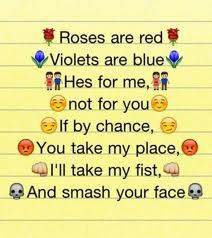 🌹Roses are red🌹
🌷Violets are blue🌷
👫Hes for me,👫
☺️not for you☺️
😏If by chance,😏
😡You take my place,😡
👊I'll take my fist,👊
💀And smash your face💀